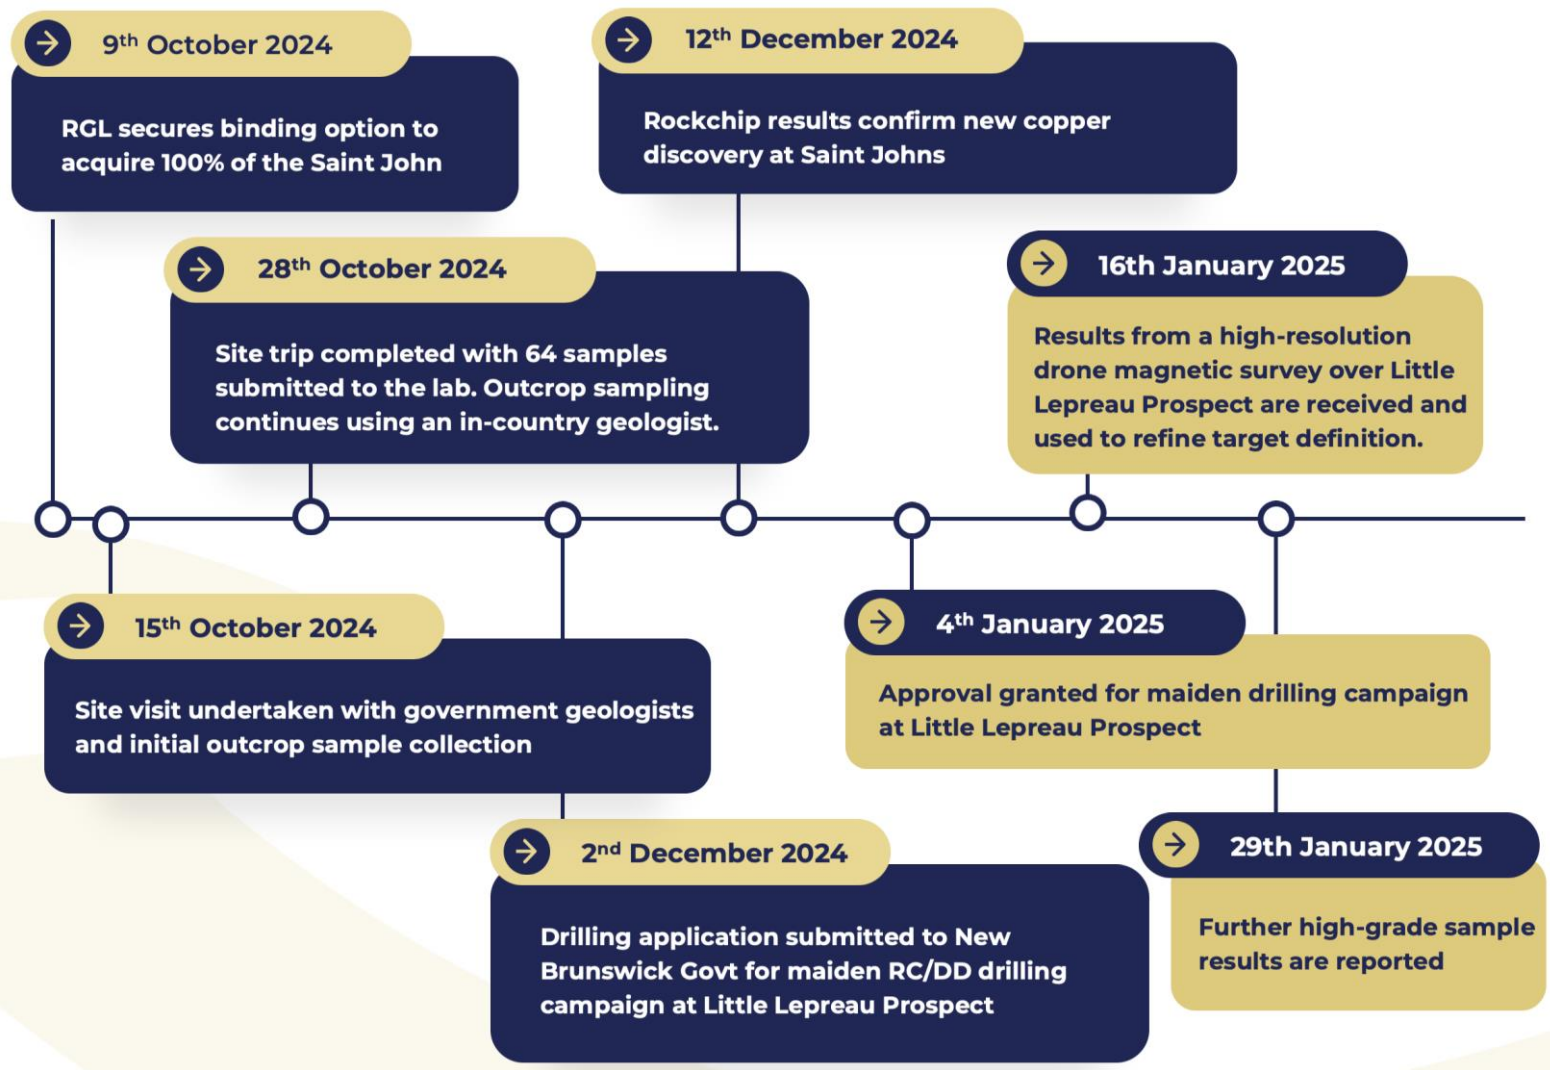 9th October 2024
RGL secures binding option to
acquire 100% of the Saint John
15th October 2024
Site visit undertaken with government geologists
and initial outcrop sample collection
28th October 2024
Site trip completed with 64 samples
submitted to the lab. Outcrop sampling
continues using an in-country geologist.
2nd December 2024
Drilling application submitted to New
Brunswick Govt for maiden RC/DD drilling
campaign at Little Lepreau Prospect
12th December 2024
Rockchip results confirm new copper
discovery at Saint Johns
4th January 2025
Approval granted for maiden drilling campaign
at Little Lepreau Prospect
16th January 2025
Results from a high-resolution
drone magnetic survey over Little
Lepreau Prospect are received and
used to refine target definition.
29th January 2025
Further high-grade sample
results are reported